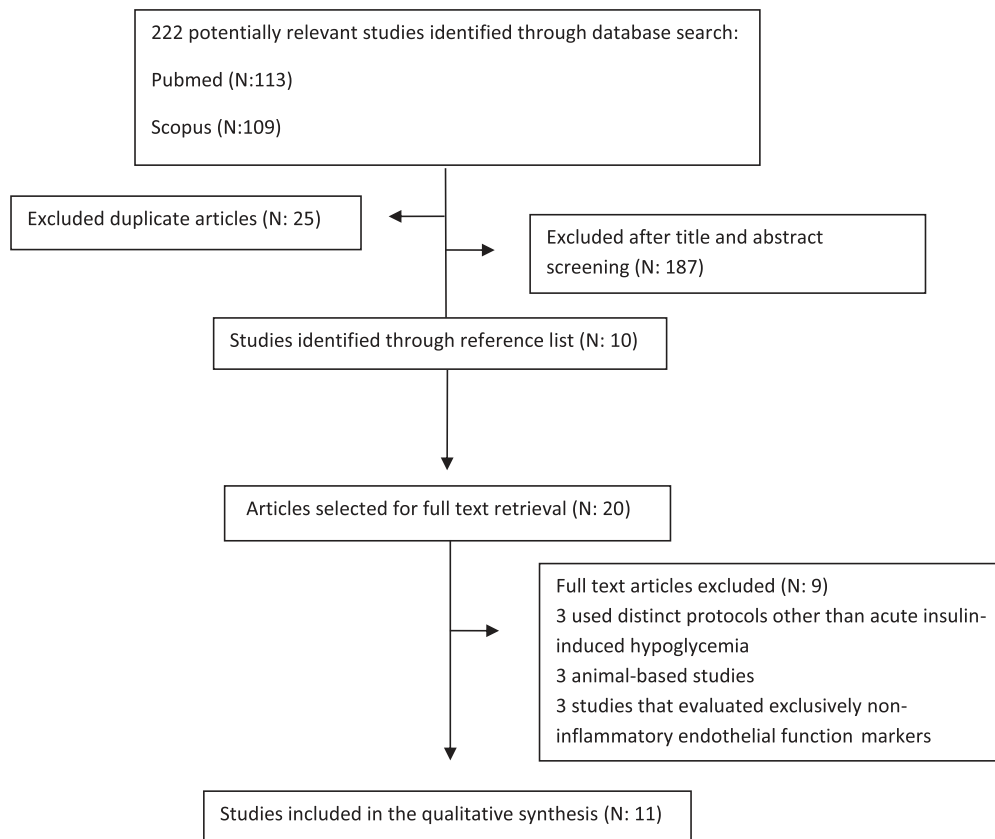 222 potentially relevant studies identified through database search:
Pubmed (N:113)
Scopus (N:109)
Excluded duplicate articles (N: 25)
Excluded after title and abstract
screening (N: 187)
Studies identified through reference list (N: 10)
Articles selected for full text retrieval (N: 20)
Full text articles excluded (N: 9)
3 used distinct protocols other than acute insulin-
induced hypoglycemia
3 animal-based studies
3 studies that evaluated exclusively non-
inflammatory endothelial function markers
Studies included in the qualitative synthesis (N: 11)